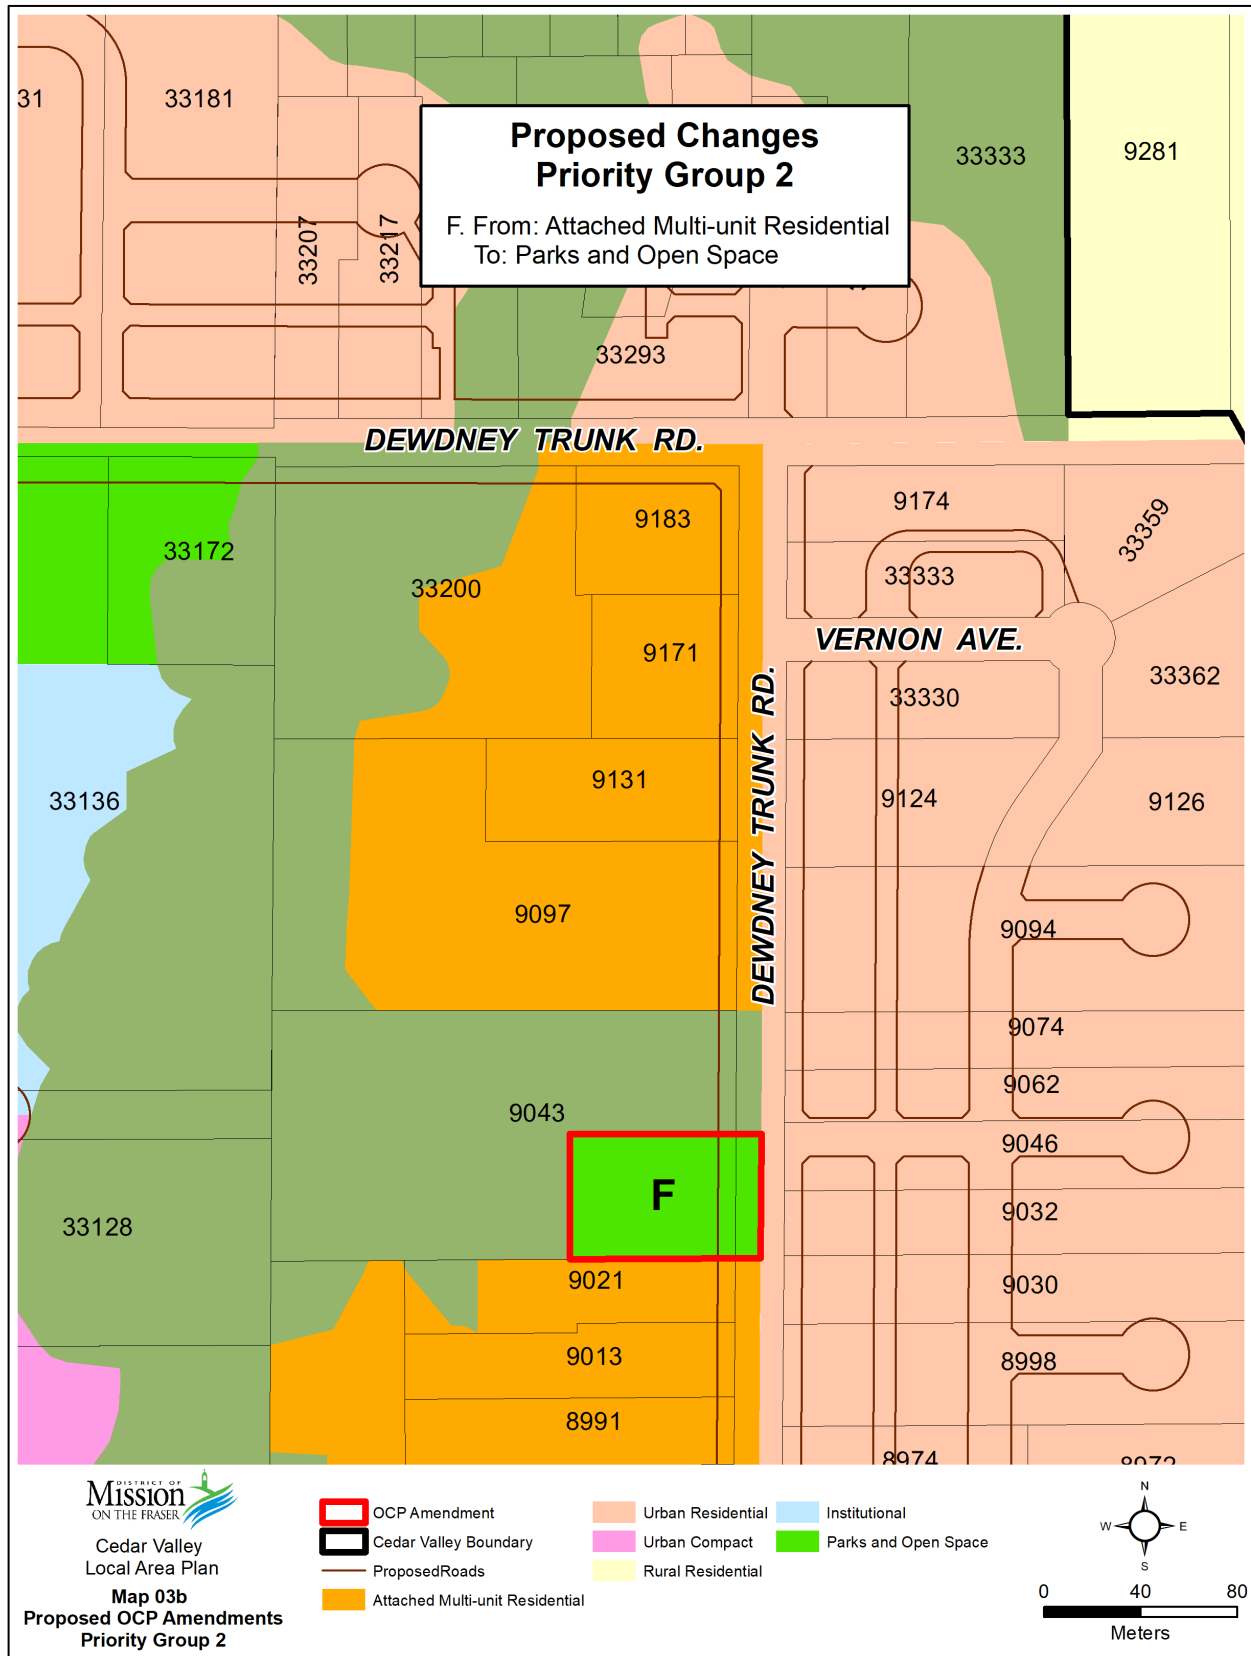 31
33181
Proposed Changes
Priority Group 2
F. From: Attached Multi-unit Residential
To: Parks and Open Space
33333
9281
33207
33217
33293
DEWDNEY TRUNK RD.
33172
33200
9183
9174
33359
33333
VERNON AVE.
9171
33330
33362
DEWDNEY TRUNK RD.
33136
9131
9124
9126
9097
9094
9074
9062
9043
9046
F
33128
9032
9021
9030
9013
8998
8991
8974
8972
DISTRICT OF
Mission
ON THE FRASER
Cedar Valley
Local Area Plan
Map 03b
Proposed OCP Amendments
Priority Group 2
OCP Amendment
Cedar Valley Boundary
ProposedRoads
Attached Multi-unit Residential
Urban Residential
Urban Compact
Rural Residential
Institutional
Parks and Open Space
N
W E
S
0 40 80
Meters